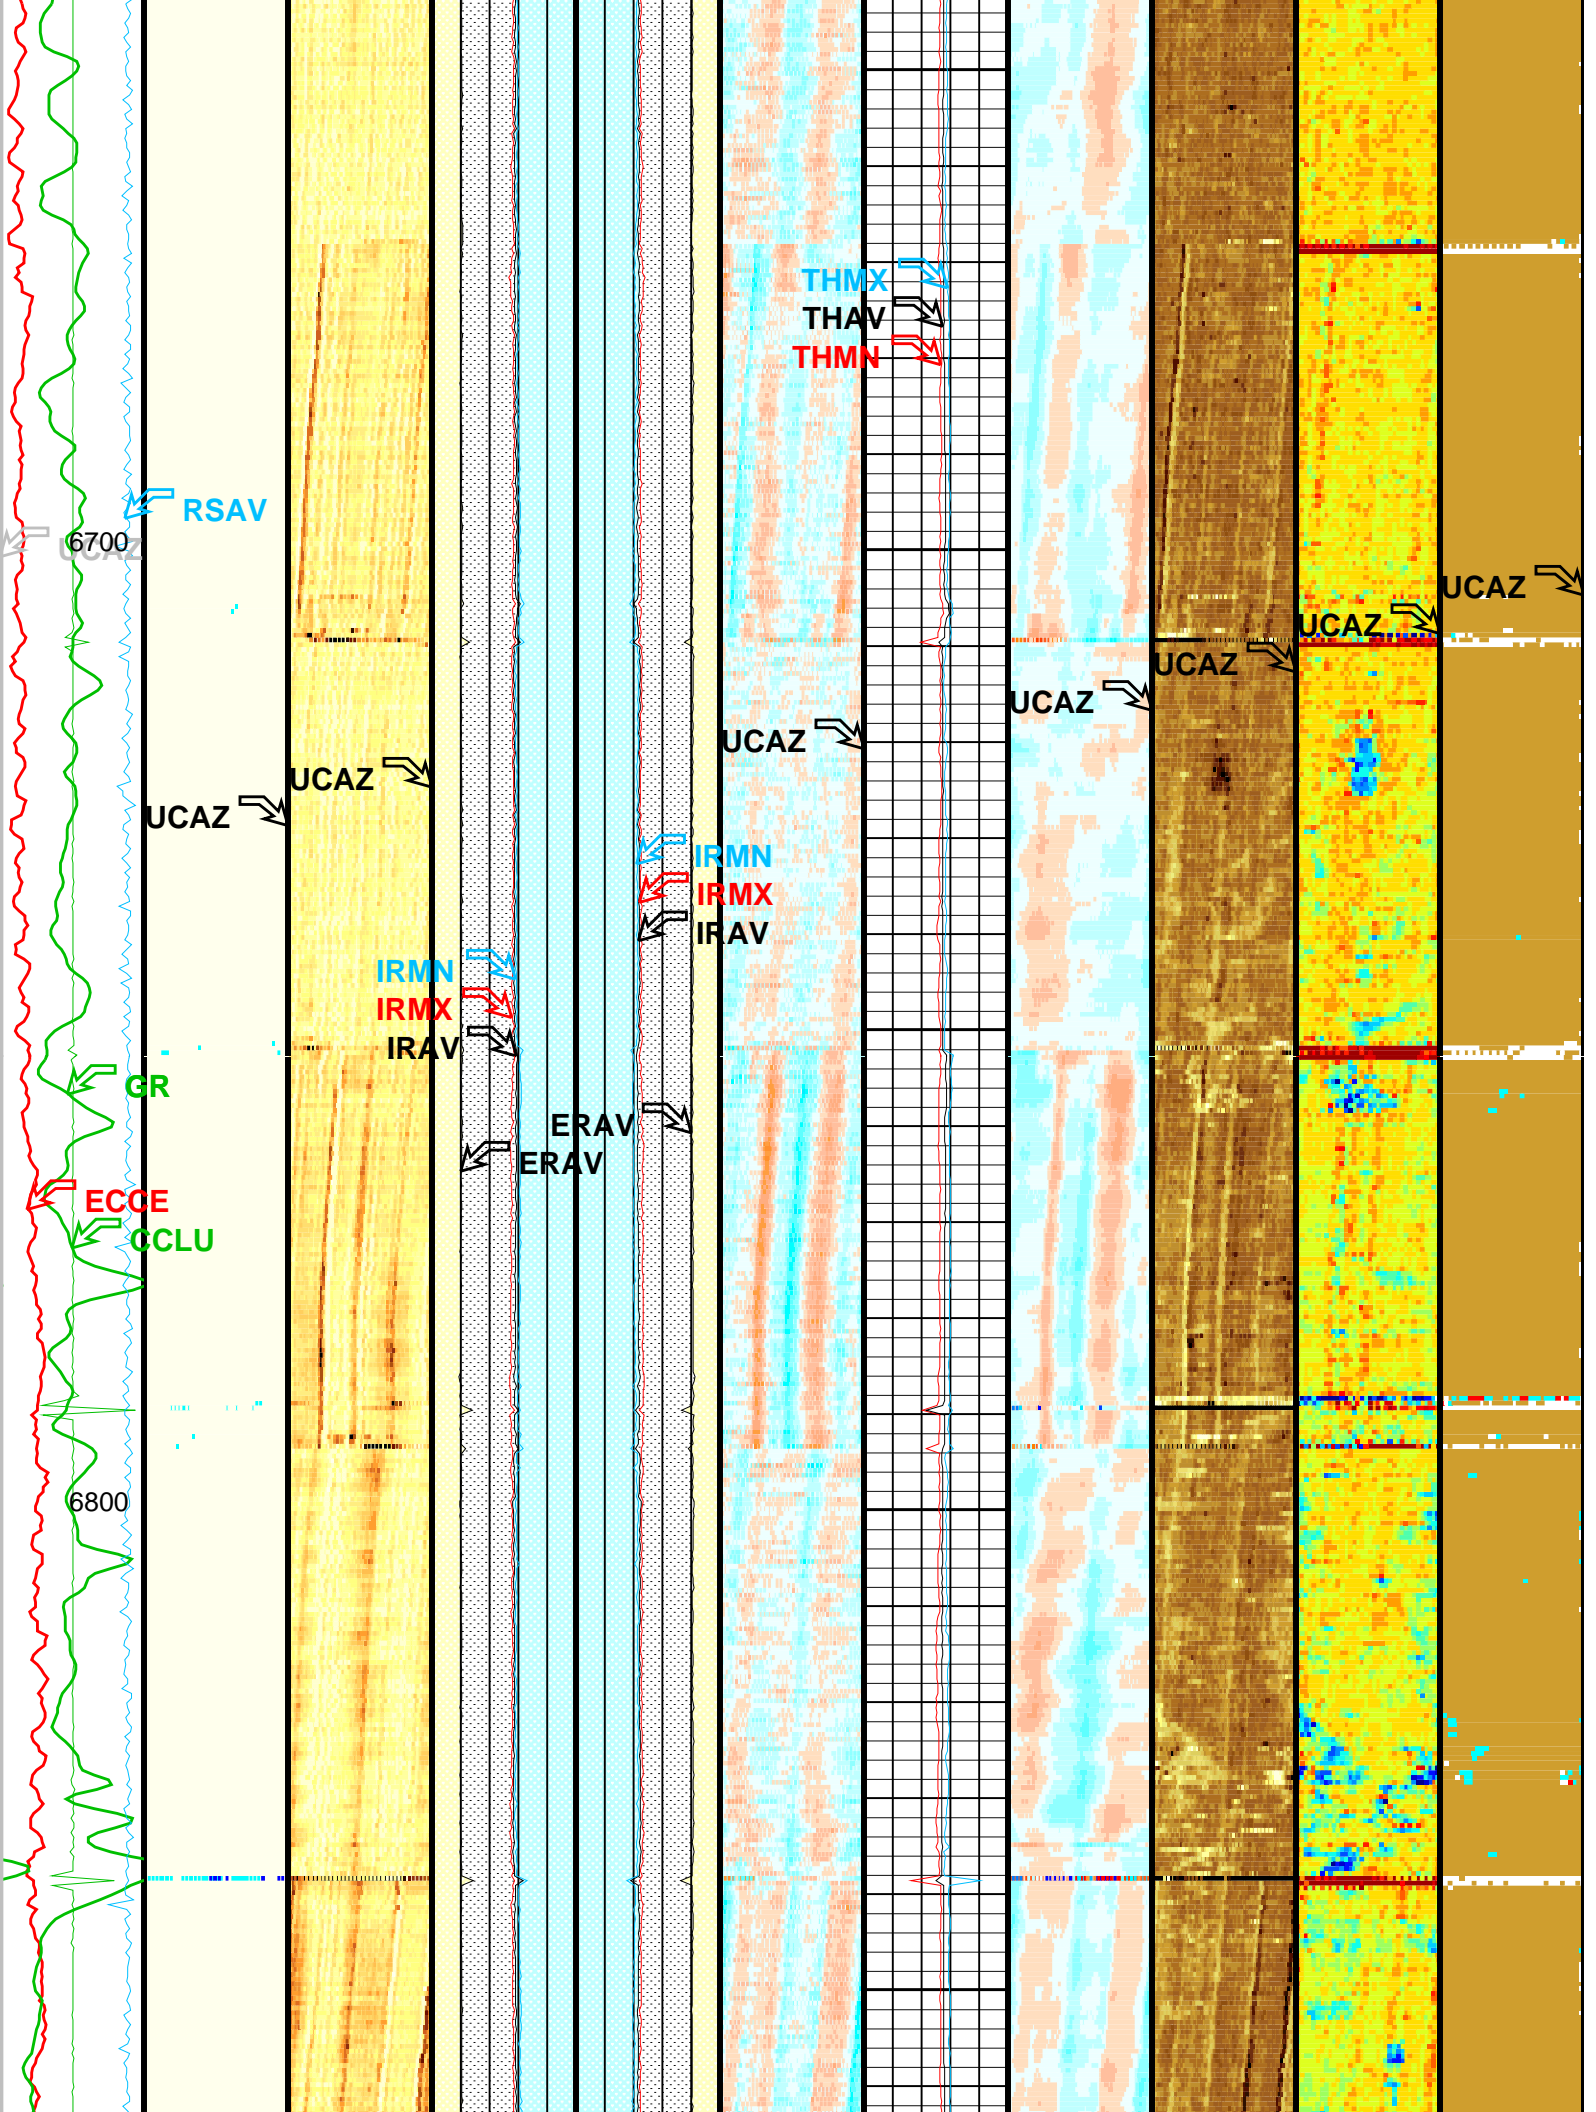 THMX
THAV
THMN
RSAV
6700
UCAZ
UCAZ
UCAZ
UCAZ
UCAZ
UCAZ
UCAZ
UCAZ
IRMN
IRMX
IRAV
IRMN
IRMX
IRAV
GR
ERAV
ERAV
ECCE
CCLU
6800